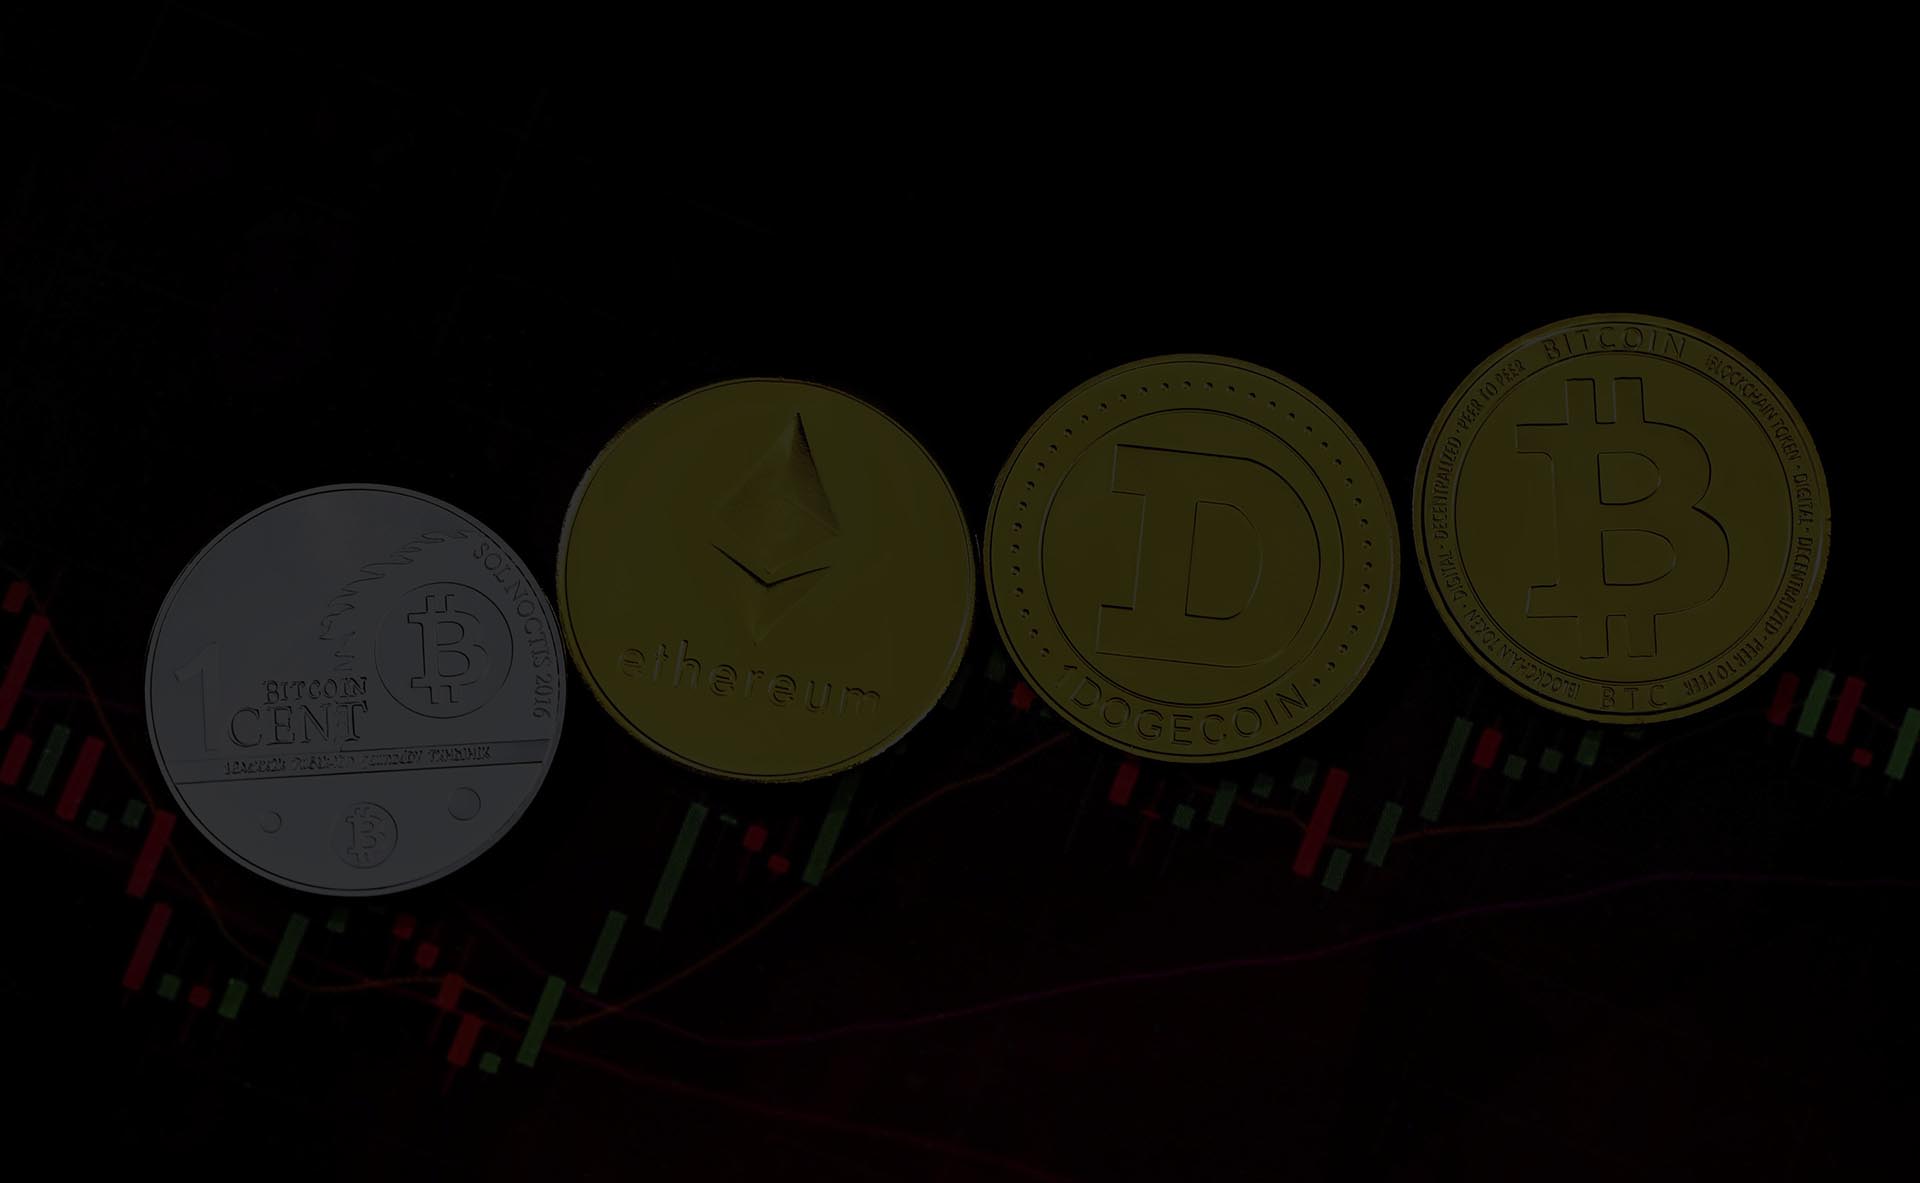 SOL NOCTIS 2016
1
BITCOIN
CENT
B
B
ethereum
D
1 DOGECOIN
BITCOIN
BLOCKCHAIN TOKEN · DIGITAL · DECENTRALIZED · PEER TO PEER
BTC
BLOCKCHAIN TOKEN · DIGITAL · DECENTRALIZED · PEER TO PEER
B